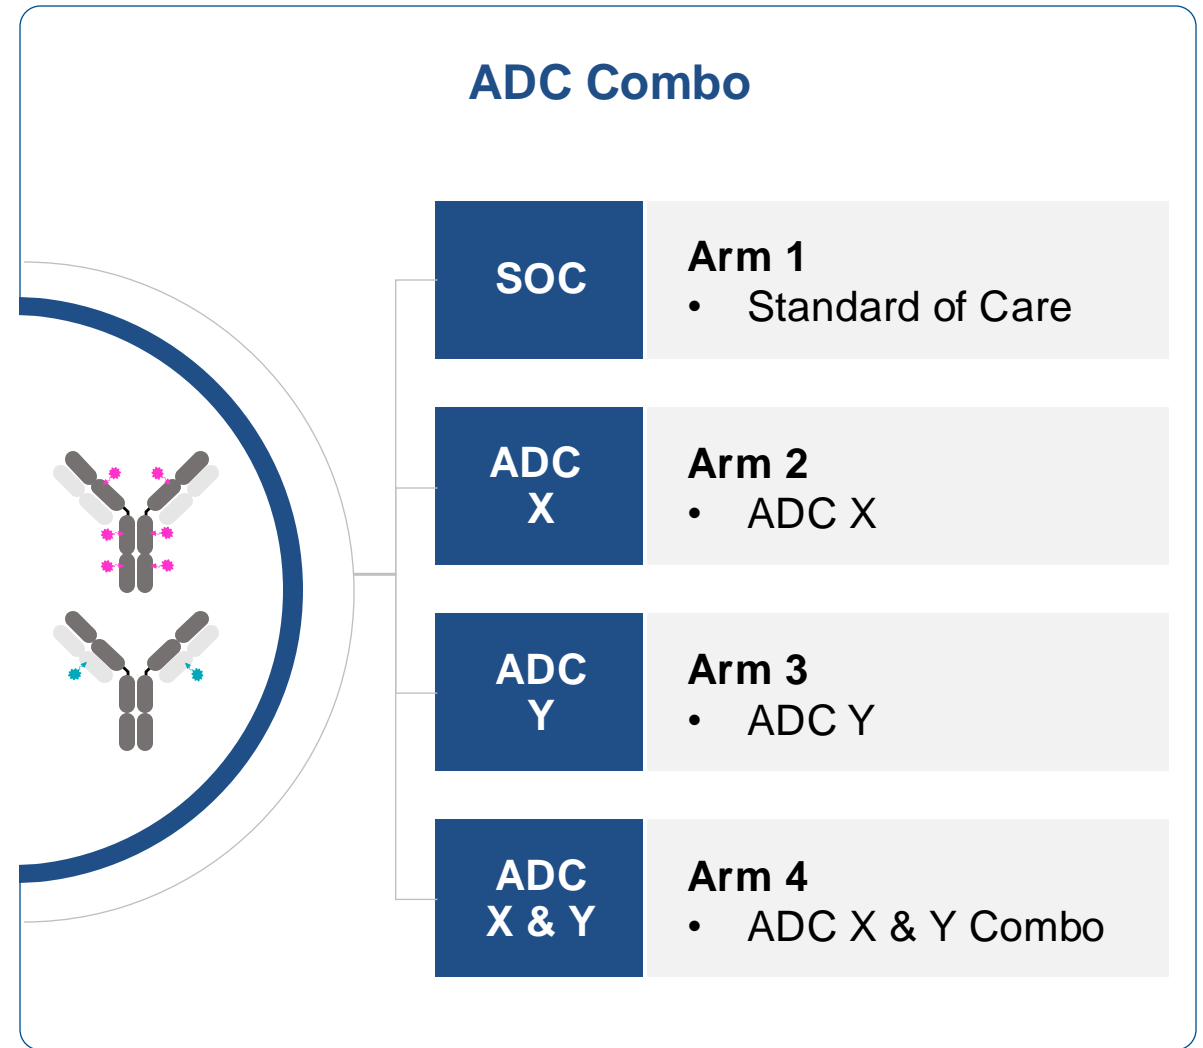 ADC Combo
SOC
Arm 1
• Standard of Care
ADC
X
Arm 2
• ADC X
ADC
Y
Arm 3
• ADC Y
ADC
X & Y
Arm 4
• ADC X & Y Combo